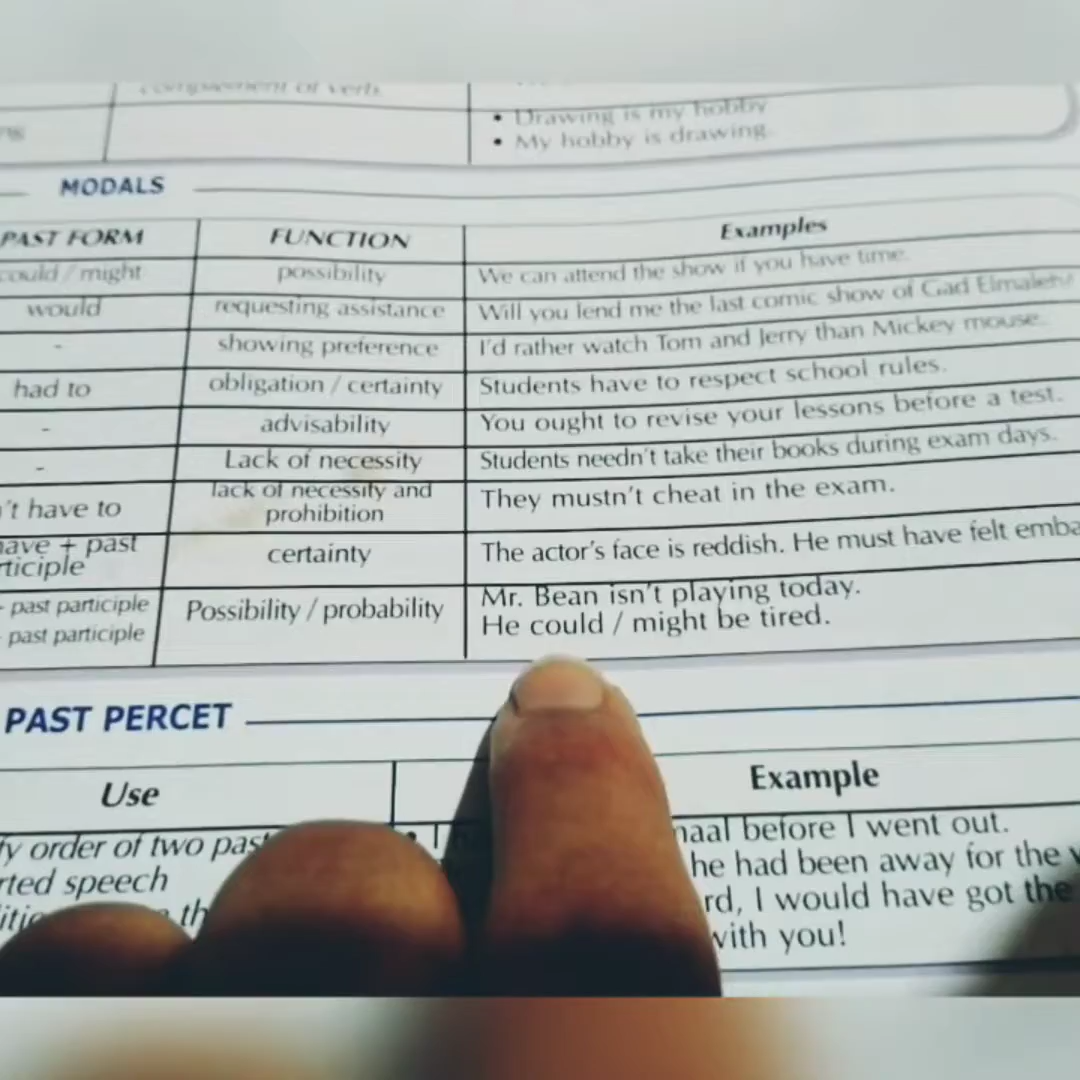 complement of verb
• Drawing is my hobby
• My hobby is drawing.
MODALS
PAST FORM FUNCTION Examples
could / might possibility We can attend the show if you have time.
would requesting assistance Will you lend me the last comic show of Gad Elmaleh?
- showing preference I'd rather watch Tom and Jerry than Mickey mouse.
had to obligation / certainty Students have to respect school rules.
- advisability You ought to revise your lessons before a test.
- Lack of necessity Students needn't take their books during exam days.
't have to lack of necessity and prohibition They mustn't cheat in the exam.
have + past certainty The actor's face is reddish. He must have felt
rticiple
- past participle Possibility / probability Mr. Bean isn't playing today.
- past participle He could / might be tired.
PAST PERCET
Use Example
fy order of two past before I went out.
rted speech he had been away for the
th rd, I would have got the
with you!